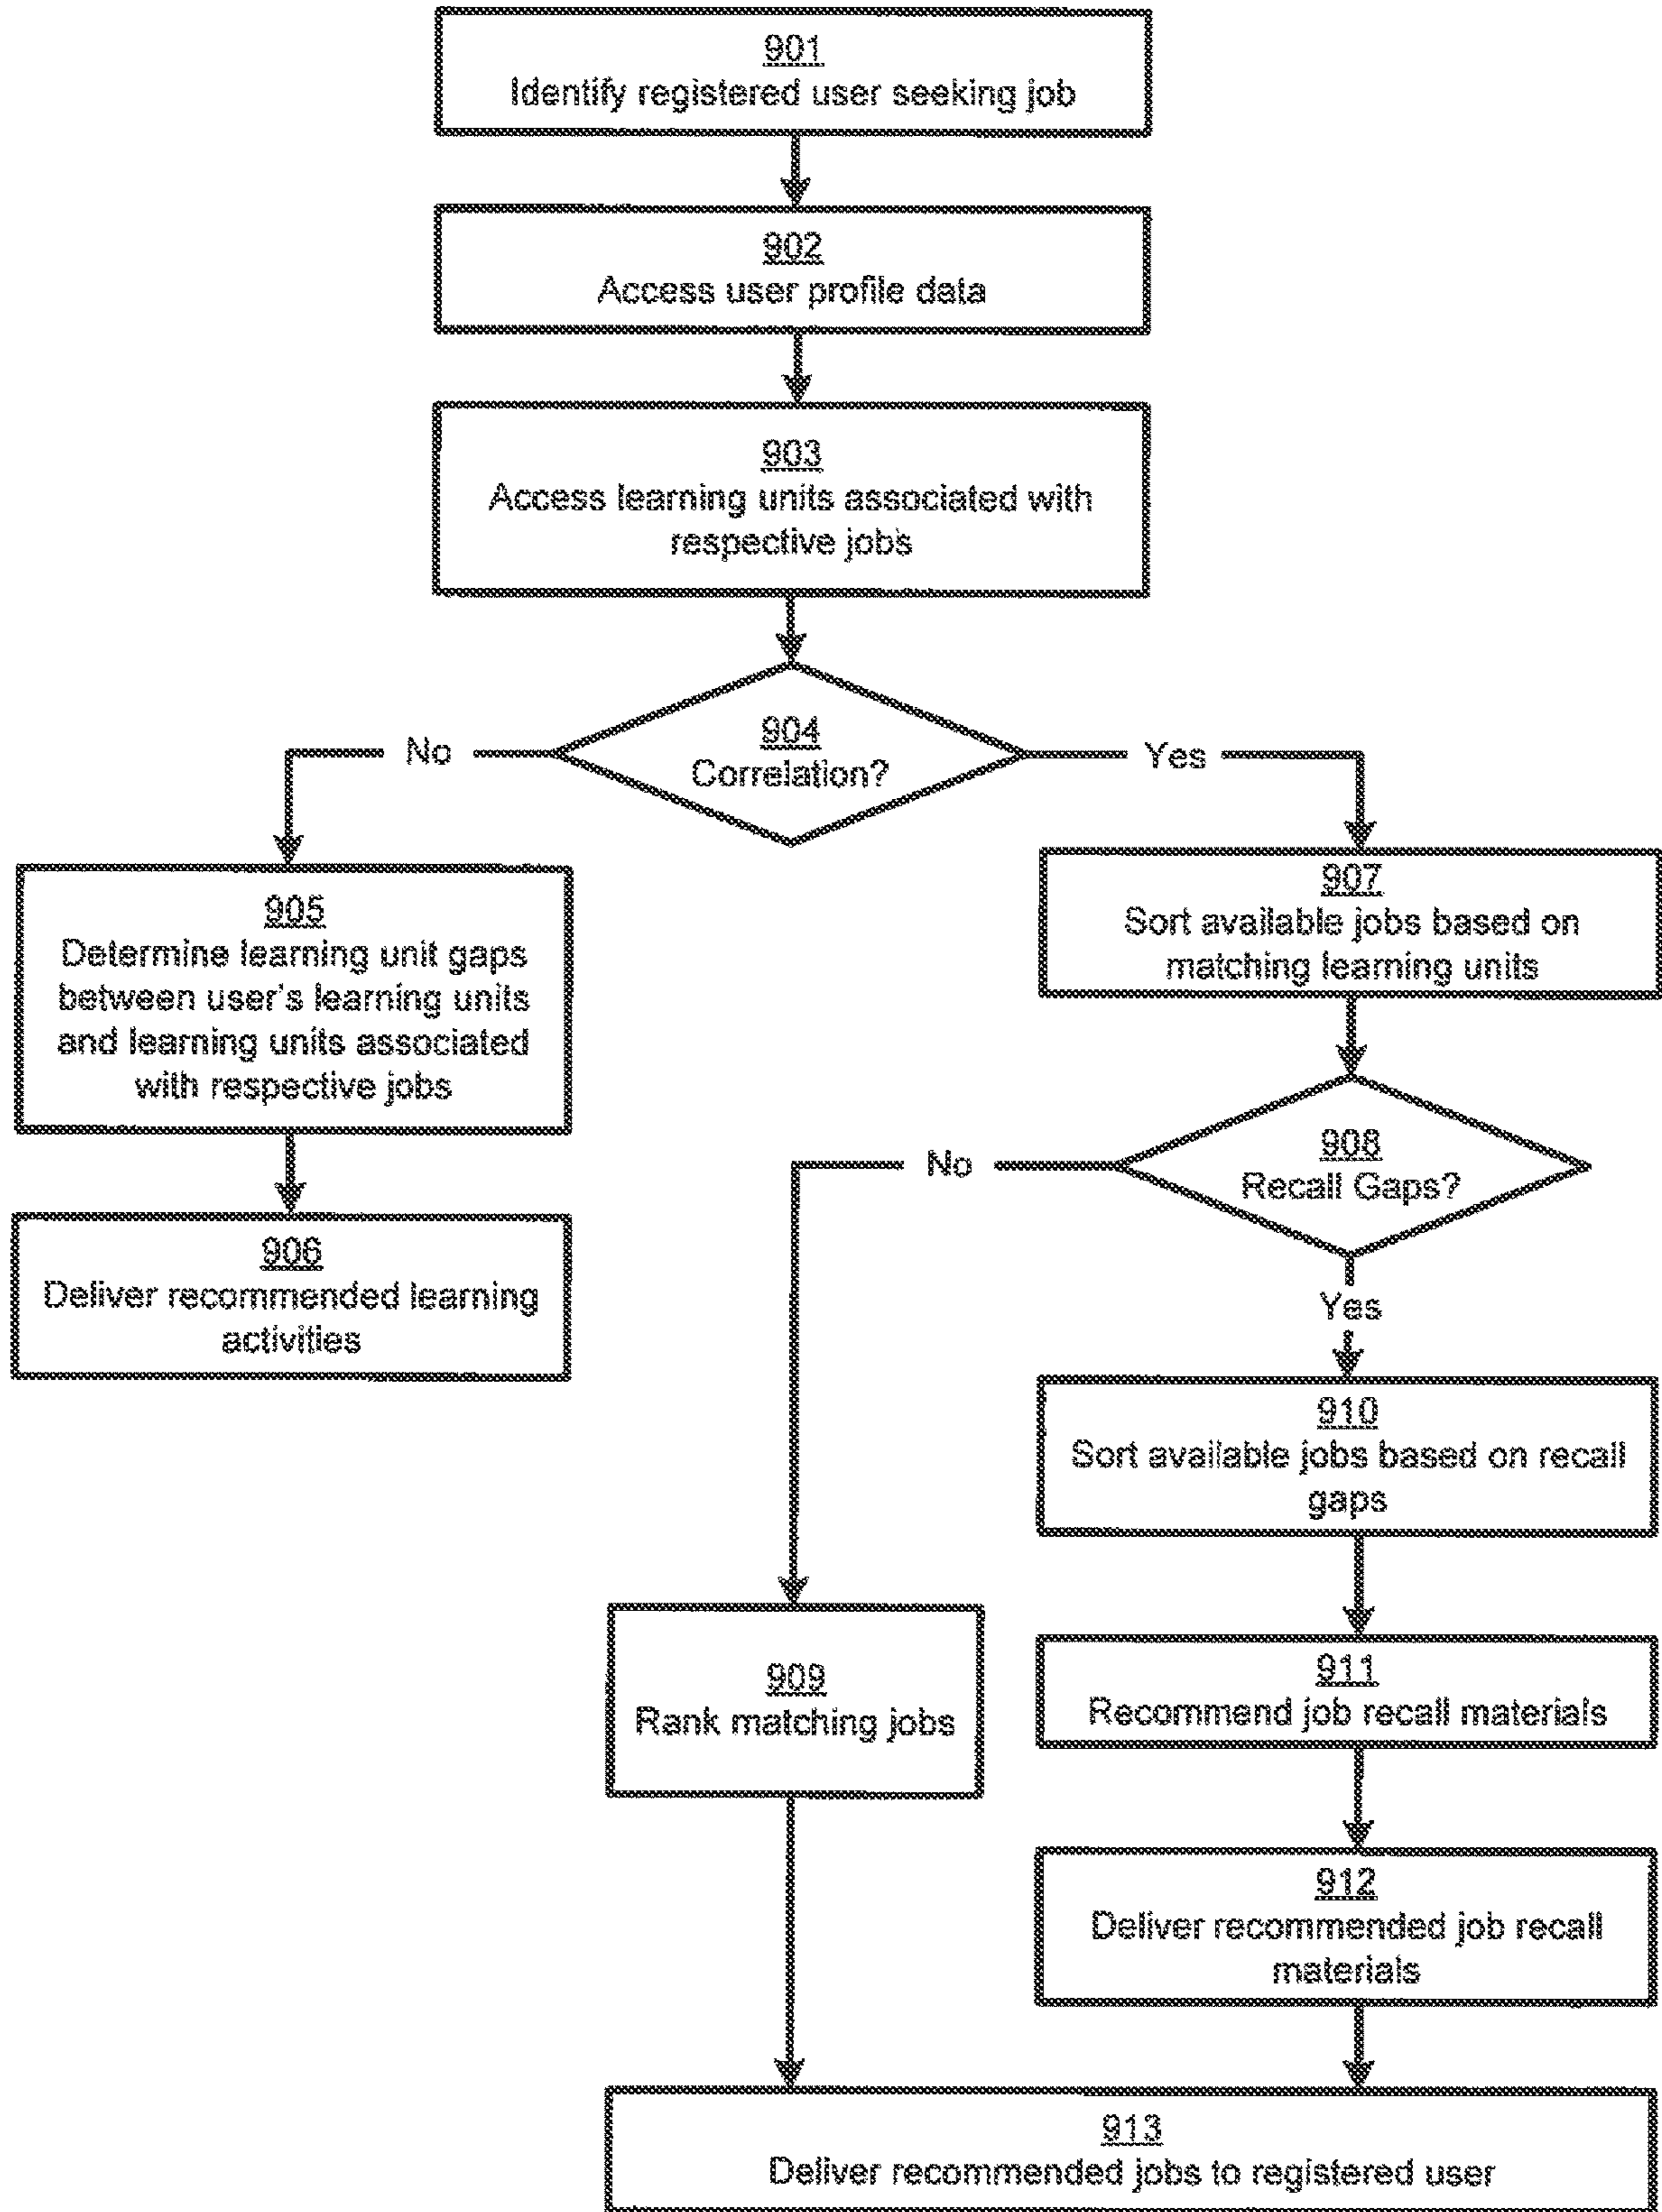 901
Identify registered user seeking job
902
Access user profile data
903
Access learning units associated with
respective jobs
904
Correlation?
No
Yes
905
Determine learning unit gaps
between user's learning units
and learning units associated
with respective jobs
906
Deliver recommended learning
activities
907
Sort available jobs based on
matching learning units
908
Recall Gaps?
No
Yes
910
Sort available jobs based on recall
gaps
909
Rank matching jobs
911
Recommend job recall materials
912
Deliver recommended job recall
materials
913
Deliver recommended jobs to registered user